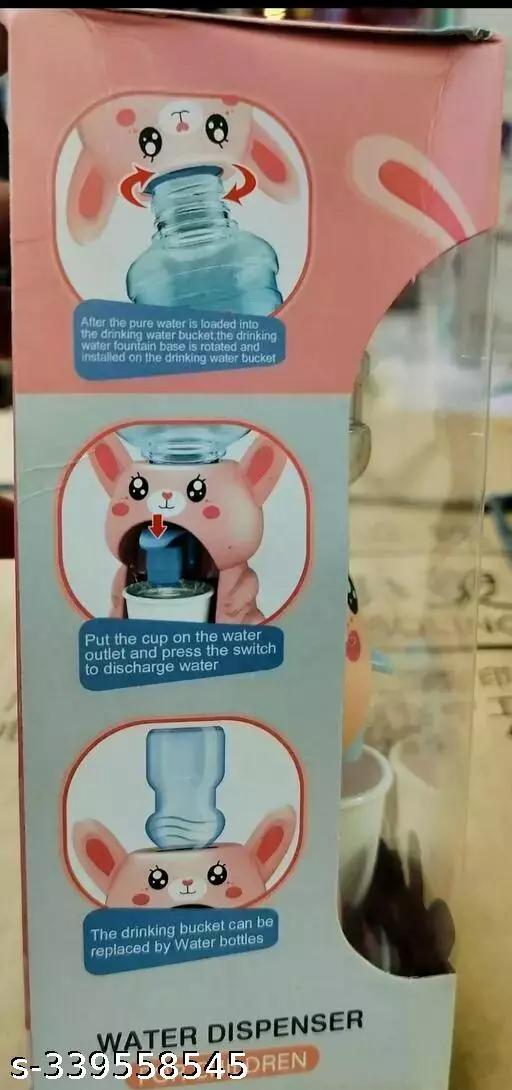 After the pure water is loaded into
the drinking water bucket,the drinking
water fountain base is rotated and
installed on the drinking water bucket
Put the cup on the water
outlet and press the switch
to discharge water
The drinking bucket can be
replaced by Water bottles
WATER DISPENSER
s-339558545